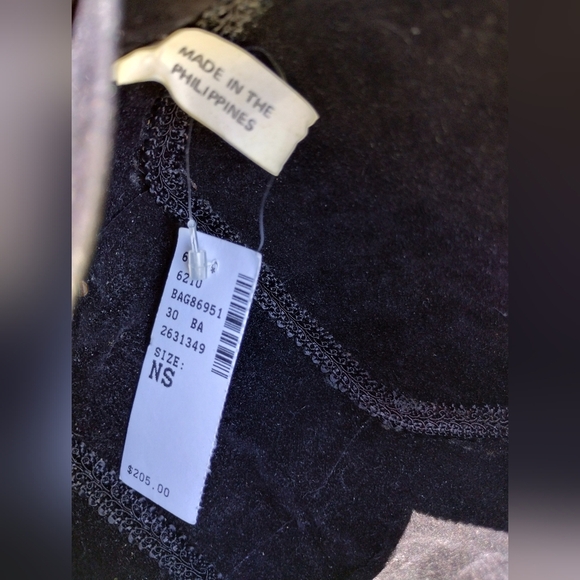 MADE IN THE
PHILIPPINES
6210
BAG86951
30 BA
2631349
SIZE:
NS
$205.00